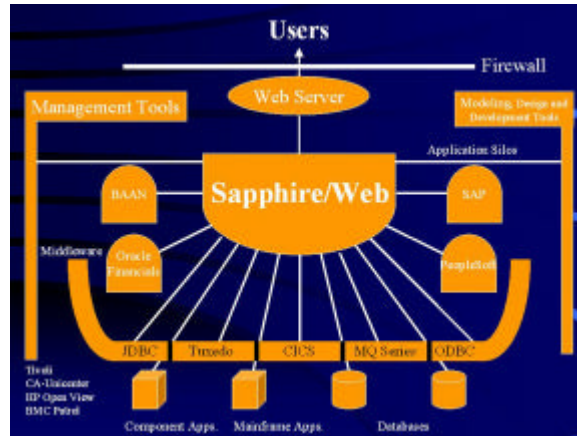 Users
Firewall
Web Server
Management Tools
Modeling, Design and
Development Tools
Application Silos
BAAN
Sapphire/Web
SAP
Middleware
Oracle
Financials
PeopleSoft
JDBC
Tuxedo
CICS
MQ Series
ODBC
Tivoli
CA-Unicenter
HP Open View
BMC Patrol
Component Apps.
Mainframe Apps.
Databases